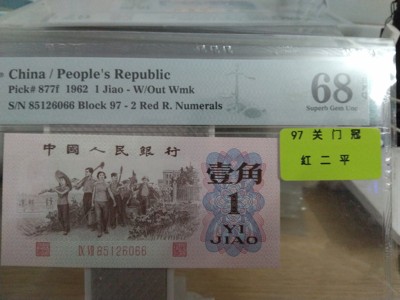 China / People's Republic
Pick# 877f 1962 1 Jiao - W/Out Wmk
S/N 85126066 Block 97 - 2 Red R. Numerals
68
Superb Gem Unc
97 关门冠
红二平
中国人民银行
壹角
1
YI
JIAO
85126066